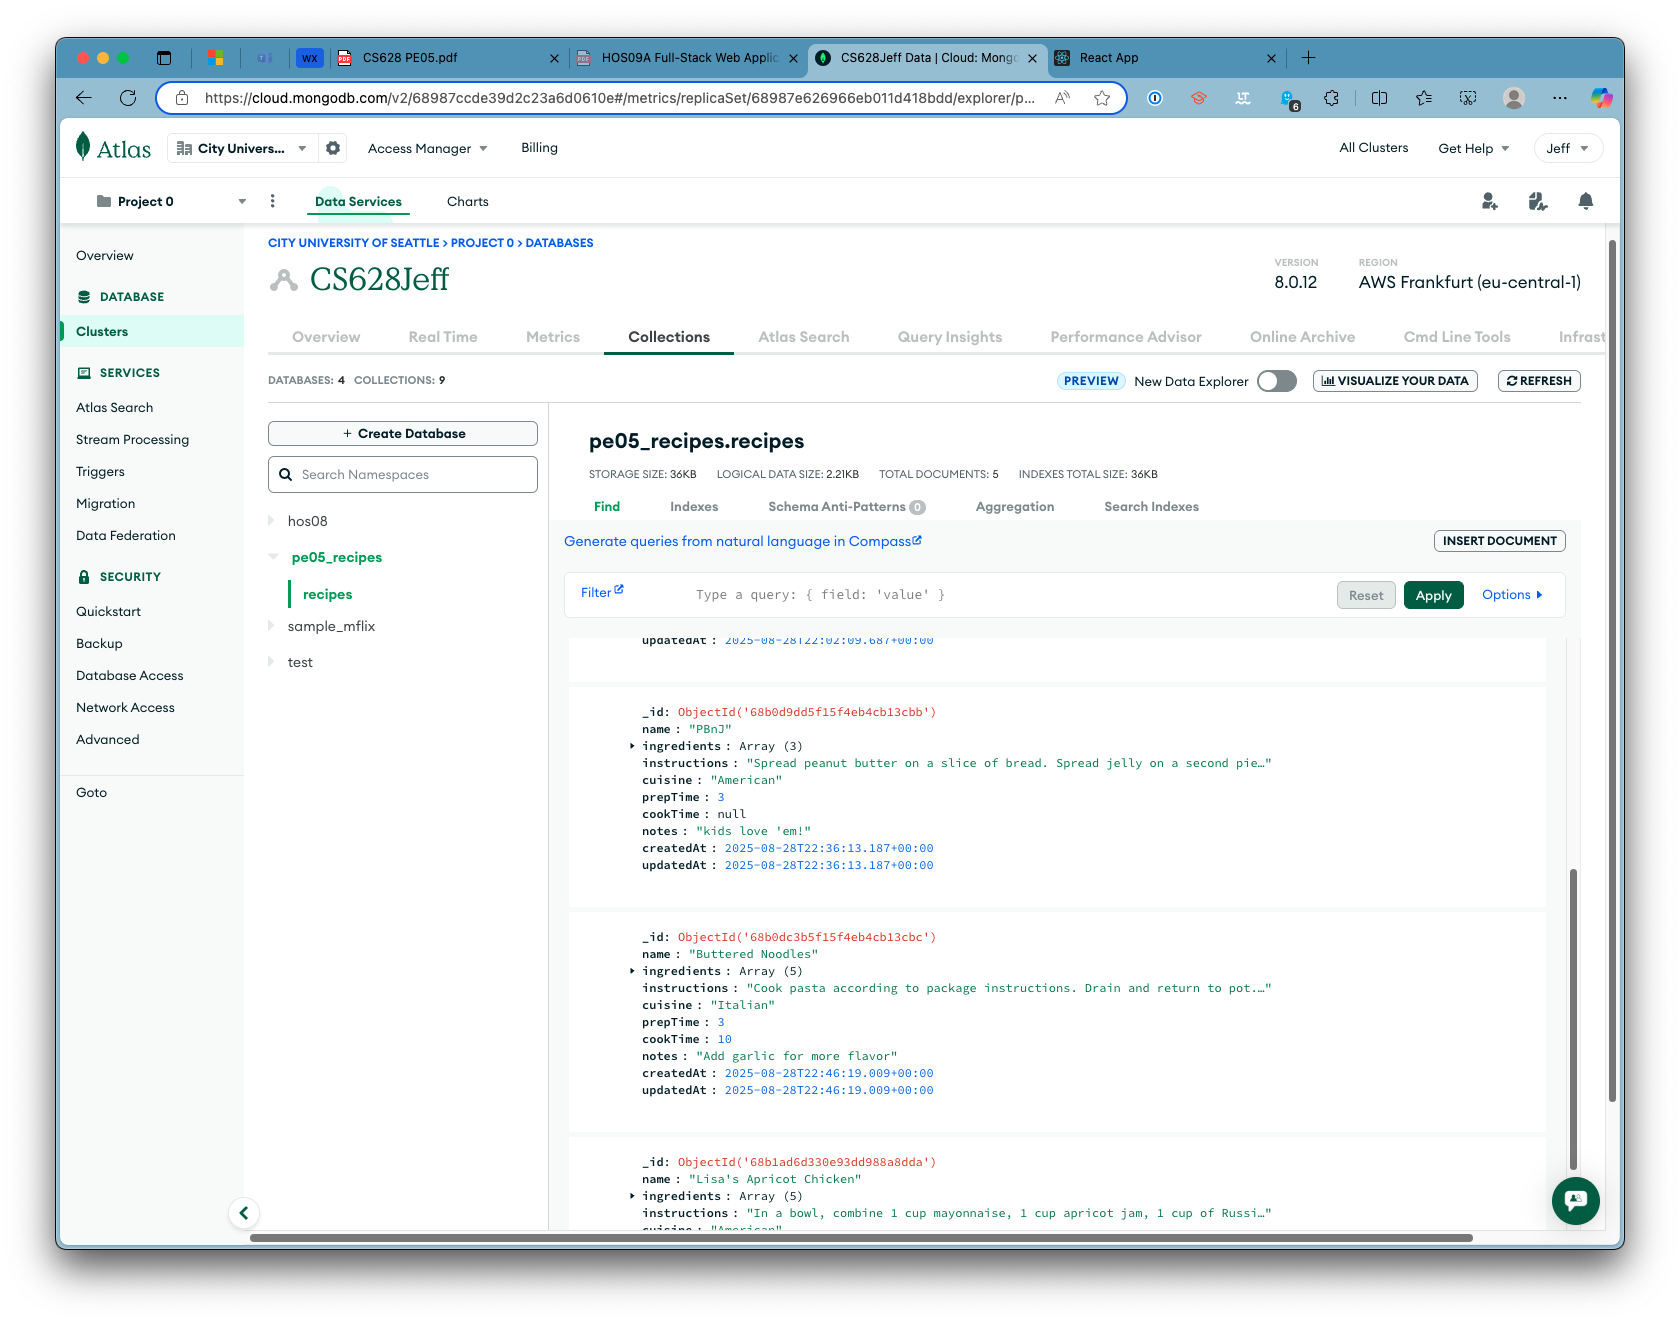 WX
CS628 PE05.pdf
HOS09A Full-Stack Web Applic
CS628Jeff Data | Cloud: Mongo
React App
https://cloud.mongodb.com/v2/68987ccde39d2c23a6d0610e#/metrics/replicaSet/68987e626966eb011d418bdd/explorer/p...
6
Atlas
City Univers...
Access Manager
Billing
All Clusters
Get Help
Jeff
Project 0
Data Services
Charts
Overview
DATABASE
Clusters
SERVICES
Atlas Search
Stream Processing
Triggers
Migration
Data Federation
SECURITY
Quickstart
Backup
Database Access
Network Access
Advanced
Goto
CITY UNIVERSITY OF SEATTLE > PROJECT 0 > DATABASES
CS628Jeff
VERSION
8.0.12
REGION
AWS Frankfurt (eu-central-1)
Overview
Real Time
Metrics
Collections
Atlas Search
Query Insights
Performance Advisor
Online Archive
Cmd Line Tools
Infrast
DATABASES: 4 COLLECTIONS: 9
PREVIEW New Data Explorer
VISUALIZE YOUR DATA
REFRESH
+ Create Database
Search Namespaces
hos08
pe05_recipes
recipes
sample_mflix
test
pe05_recipes.recipes
STORAGE SIZE: 36KB LOGICAL DATA SIZE: 2.21KB TOTAL DOCUMENTS: 5 INDEXES TOTAL SIZE: 36KB
Find
Indexes
Schema Anti-Patterns 0
Aggregation
Search Indexes
Generate queries from natural language in Compass
INSERT DOCUMENT
Filter
Type a query: { field: 'value' }
Reset
Apply
Options
updatedAt : 2025-08-28T22:02:09.687+00:00
_id: ObjectId('68b0d9dd5f15f4eb4cb13cbb')
name : "PBnJ"
ingredients : Array (3)
instructions : "Spread peanut butter on a slice of bread. Spread jelly on a second pie…"
cuisine : "American"
prepTime : 3
cookTime : null
notes : "kids love 'em!"
createdAt : 2025-08-28T22:36:13.187+00:00
updatedAt : 2025-08-28T22:36:13.187+00:00
_id: ObjectId('68b0dc3b5f15f4eb4cb13cbc')
name : "Buttered Noodles"
ingredients : Array (5)
instructions : "Cook pasta according to package instructions. Drain and return to pot.…"
cuisine : "Italian"
prepTime : 3
cookTime : 10
notes : "Add garlic for more flavor"
createdAt : 2025-08-28T22:46:19.009+00:00
updatedAt : 2025-08-28T22:46:19.009+00:00
_id: ObjectId('68b1ad6d330e93dd988a8dda')
name : "Lisa's Apricot Chicken"
ingredients : Array (5)
instructions : "In a bowl, combine 1 cup mayonnaise, 1 cup apricot jam, 1 cup of Russi…"
cuisine : "American"